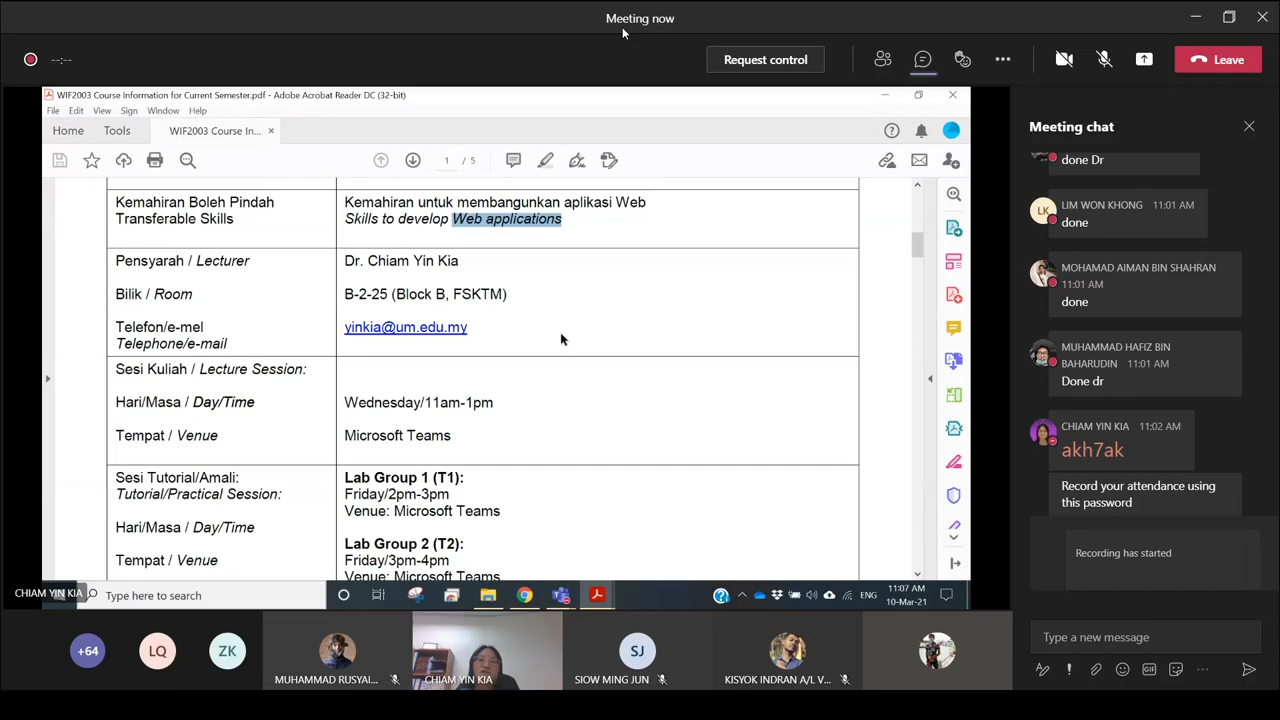 Meeting now
--:--
Request control
Leave
WIF2003 Course Information for Current Semester.pdf - Adobe Acrobat Reader DC (32-bit)
File Edit View Sign Window Help
Home Tools WIF2003 Course In... ×
1 / 5
Kemahiran Boleh Pindah
Transferable Skills
Kemahiran untuk membangunkan aplikasi Web
Skills to develop Web applications
Pensyarah / Lecturer
Dr. Chiam Yin Kia
Bilik / Room
B-2-25 (Block B, FSKTM)
Telefon/e-mel
Telephone/e-mail
yinkia@um.edu.my
Sesi Kuliah / Lecture Session:
Hari/Masa / Day/Time
Wednesday/11am-1pm
Tempat / Venue
Microsoft Teams
Sesi Tutorial/Amali:
Tutorial/Practical Session:
Hari/Masa / Day/Time
Tempat / Venue
Lab Group 1 (T1):
Friday/2pm-3pm
Venue: Microsoft Teams
Lab Group 2 (T2):
Friday/3pm-4pm
Venue: Microsoft Teams
CHIAM YIN KIA
Type here to search
ENG
11:07 AM
10-Mar-21
Meeting chat
done Dr
LK
LIM WON KHONG 11:01 AM
done
MOHAMAD AIMAN BIN SHAHRAN
11:01 AM
done
MUHAMMAD HAFIZ BIN
BAHARUDIN 11:01 AM
Done dr
CHIAM YIN KIA 11:02 AM
akh7ak
Record your attendance using
this password
Recording has started
Type a new message
GIF
+64
LQ
ZK
MUHAMMAD RUSYAI...
CHIAM YIN KIA
SJ
SIOW MING JUN
KISYOK INDRAN A/L V...